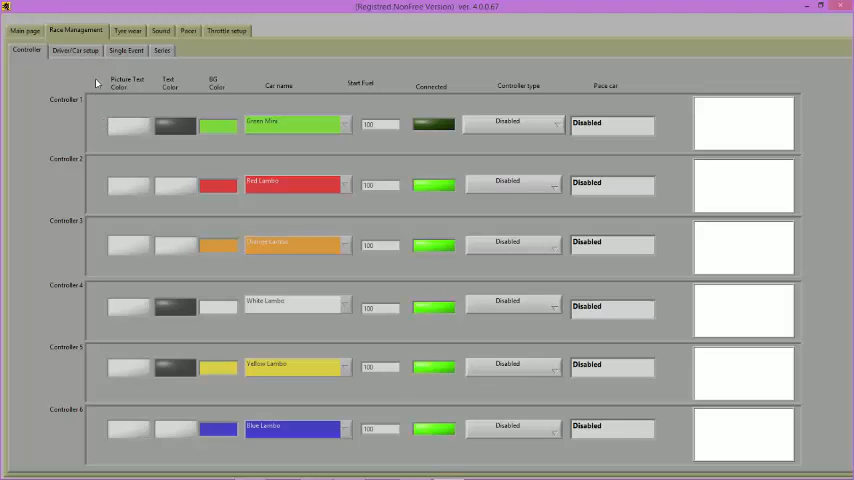 (Registred.NonFree Version) v. 4.0.0.67
Main page Race Management Tyre wear Sound Pacer Throttle setup
Controller Driver/Car setup Single Event Series
Picture Text Color Text Color BG Color Car name Start Fuel Connected Controller type Pace car
Controller 1
Green Mini 100 Disabled Disabled
Controller 2
Red Lambo 100 Disabled Disabled
Controller 3
Orange Lambo 100 Disabled Disabled
Controller 4
White Lambo 100 Disabled Disabled
Controller 5
Yellow Lambo 100 Disabled Disabled
Controller 6
Blue Lambo 100 Disabled Disabled